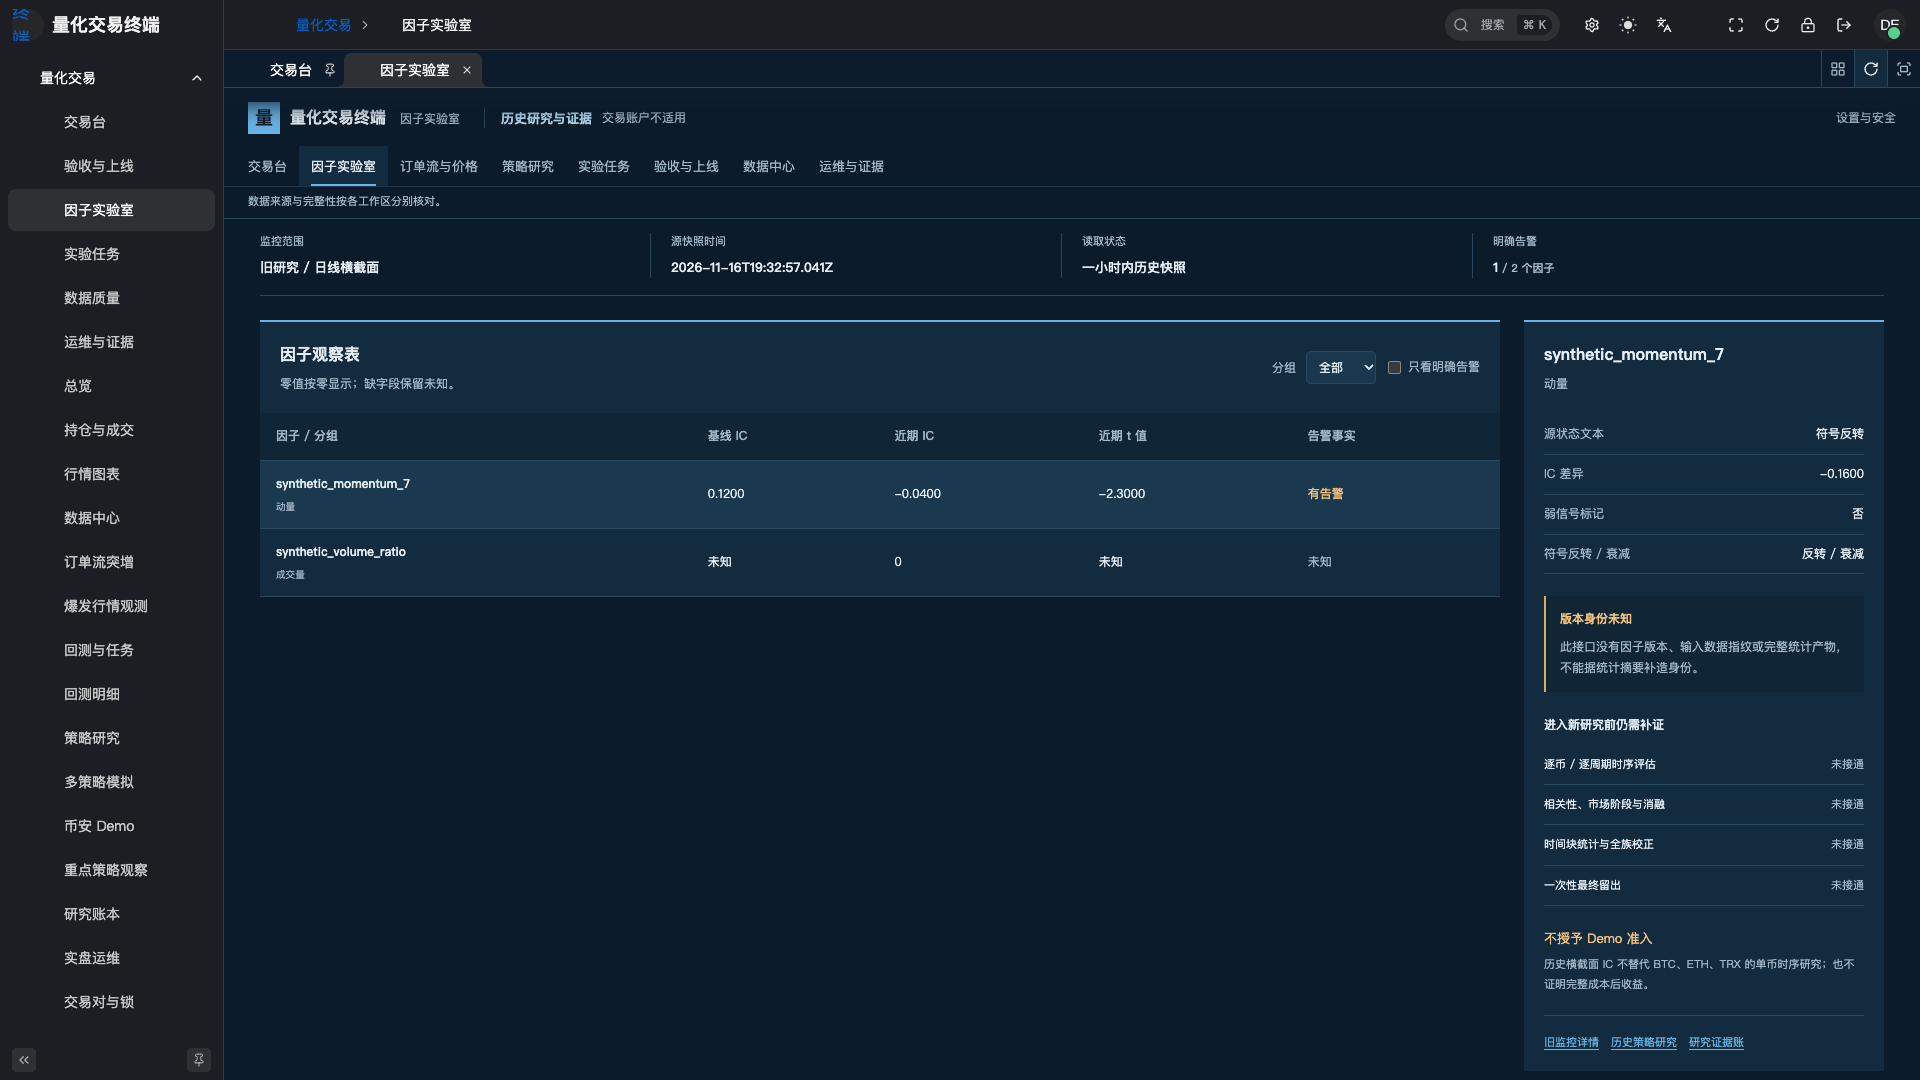 量化交易终端
量化交易
交易台
验收与上线
因子实验室
实验任务
数据质量
运维与证据
总览
持仓与成交
行情图表
数据中心
订单流突增
爆发行情观测
回测与任务
回测明细
策略研究
多策略模拟
币安 Demo
重点策略观察
研究账本
实盘运维
交易对与锁
量化交易 因子实验室
搜索 ⌘ K
交易台 因子实验室
量 量化交易终端 因子实验室 历史研究与证据 交易账户不适用 设置与安全
交易台 因子实验室 订单流与价格 策略研究 实验任务 验收与上线 数据中心 运维与证据
数据来源与完整性按各工作区分别核对。
监控范围
旧研究 / 日线横截面
源快照时间
2026-11-16T19:32:57.041Z
读取状态
一小时内历史快照
明确告警
1 / 2 个因子
因子观察表
零值按零显示；缺字段保留未知。
分组 全部 只看明确告警
因子 / 分组 基线 IC 近期 IC 近期 t 值 告警事实
synthetic_momentum_7
动量
0.1200 −0.0400 −2.3000 有告警
synthetic_volume_ratio
成交量
未知 0 未知 未知
synthetic_momentum_7
动量
源状态文本 符号反转
IC 差异 −0.1600
弱信号标记 否
符号反转 / 衰减 反转 / 衰减
版本身份未知
此接口没有因子版本、输入数据指纹或完整统计产物，
不能据统计摘要补造身份。
进入新研究前仍需补证
逐币 / 逐周期时序评估 未接通
相关性、市场阶段与消融 未接通
时间块统计与全族校正 未接通
一次性最终留出 未接通
不授予 Demo 准入
历史横截面 IC 不替代 BTC、ETH、TRX 的单币时序研究；也不
证明完整成本后收益。
旧监控详情 历史策略研究 研究证据账